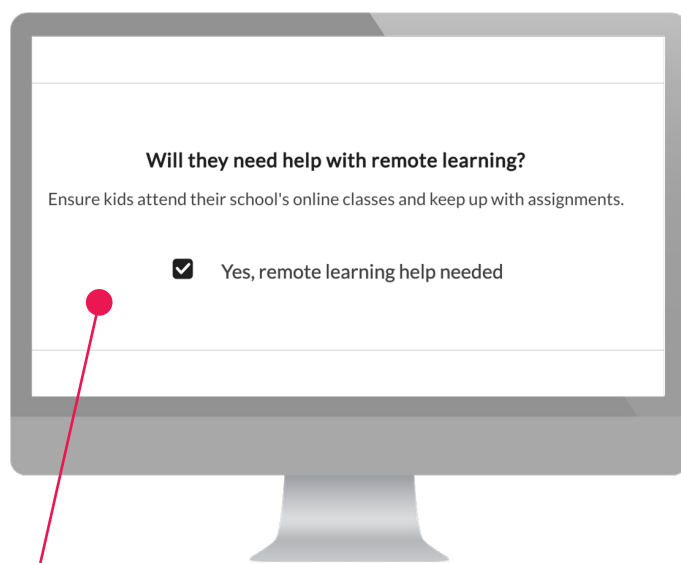 Will they need help with remote learning?
Ensure kids attend their school's online classes and keep up with assignments.
Yes, remote learning help needed